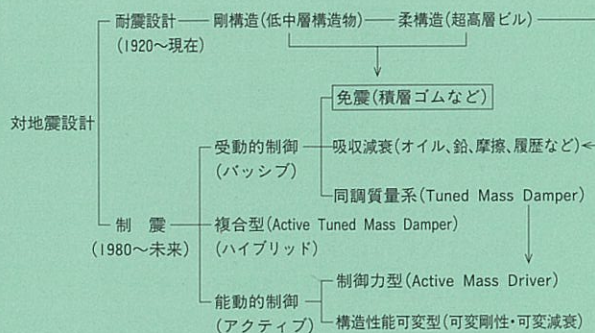 耐震設計 剛構造(低中層構造物) 柔構造(超高層ビル)
(1920〜現在)
免震(積層ゴムなど)
対地震設計
受動的制御 吸収減衰(オイル、鉛、摩擦、履歴など)
(パッシブ)
同調質量系(Tuned Mass Damper)
制 震 複合型(Active Tuned Mass Damper)
(1980〜未来) (ハイブリッド)
制御力型(Active Mass Driver)
能動的制御
(アクティブ) 構造性能可変型(可変剛性・可変減衰)